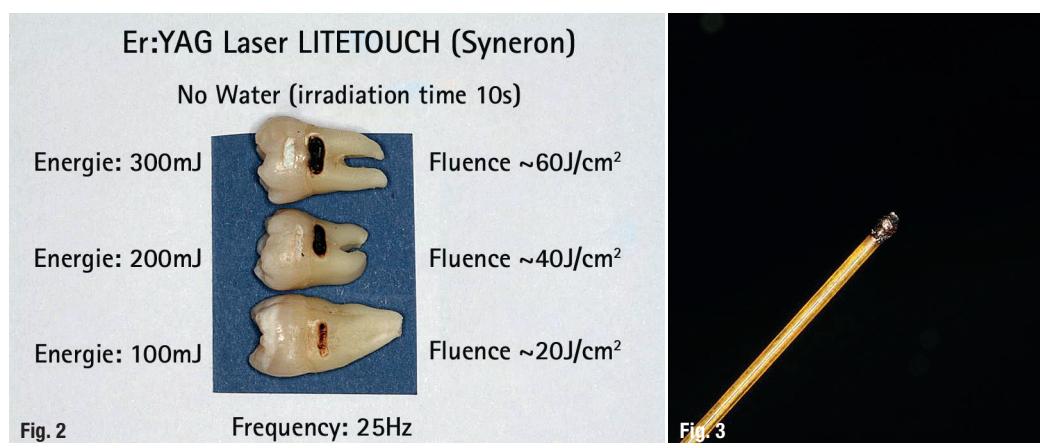 Er:YAG Laser LITETOUCH (Syneron)
No Water (irradiation time 10s)
Energie: 300mJ
Fluence ~60J/cm²
Energie: 200mJ
Fluence ~40J/cm²
Energie: 100mJ
Fluence ~20J/cm²
Frequency: 25Hz
Fig. 2
Fig. 3